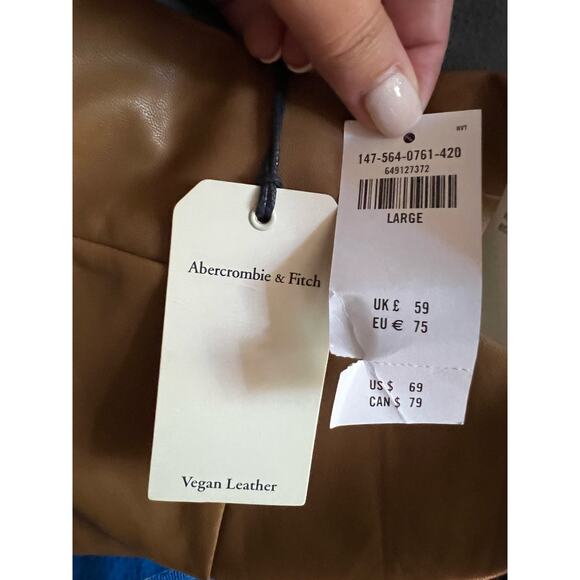 Abercrombie & Fitch
Vegan Leather
147-564-0761-420
649127372
LARGE
UK £ 59
EU € 75
US $ 69
CAN $ 79